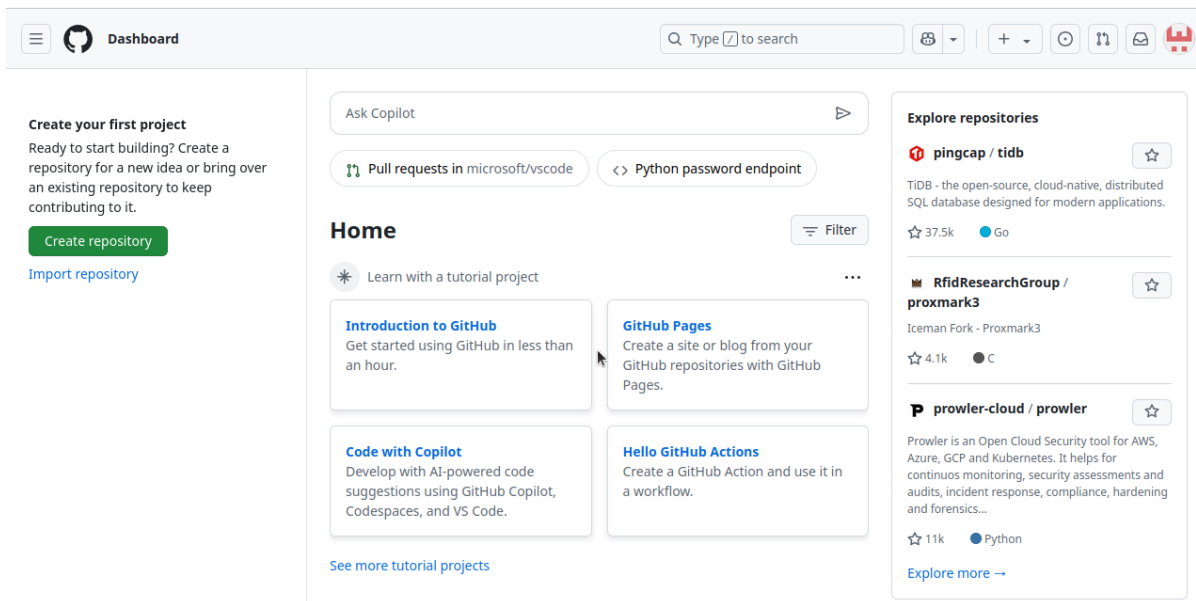 Dashboard
Type / to search
Create your first project
Ready to start building? Create a
repository for a new idea or bring over
an existing repository to keep
contributing to it.
Create repository
Import repository
Ask Copilot
Pull requests in microsoft/vscode
Python password endpoint
Home
Filter
Learn with a tutorial project
Introduction to GitHub
Get started using GitHub in less than
an hour.
GitHub Pages
Create a site or blog from your
GitHub repositories with GitHub
Pages.
Code with Copilot
Develop with AI-powered code
suggestions using GitHub Copilot,
Codespaces, and VS Code.
Hello GitHub Actions
Create a GitHub Action and use it in
a workflow.
See more tutorial projects
Explore repositories
pingcap / tidb
TiDB - the open-source, cloud-native, distributed
SQL database designed for modern applications.
37.5k Go
RfidResearchGroup /
proxmark3
Iceman Fork - Proxmark3
4.1k C
prowler-cloud / prowler
Prowler is an Open Cloud Security tool for AWS,
Azure, GCP and Kubernetes. It helps for
continuos monitoring, security assessments and
audits, incident response, compliance, hardening
and forensics...
11k Python
Explore more →